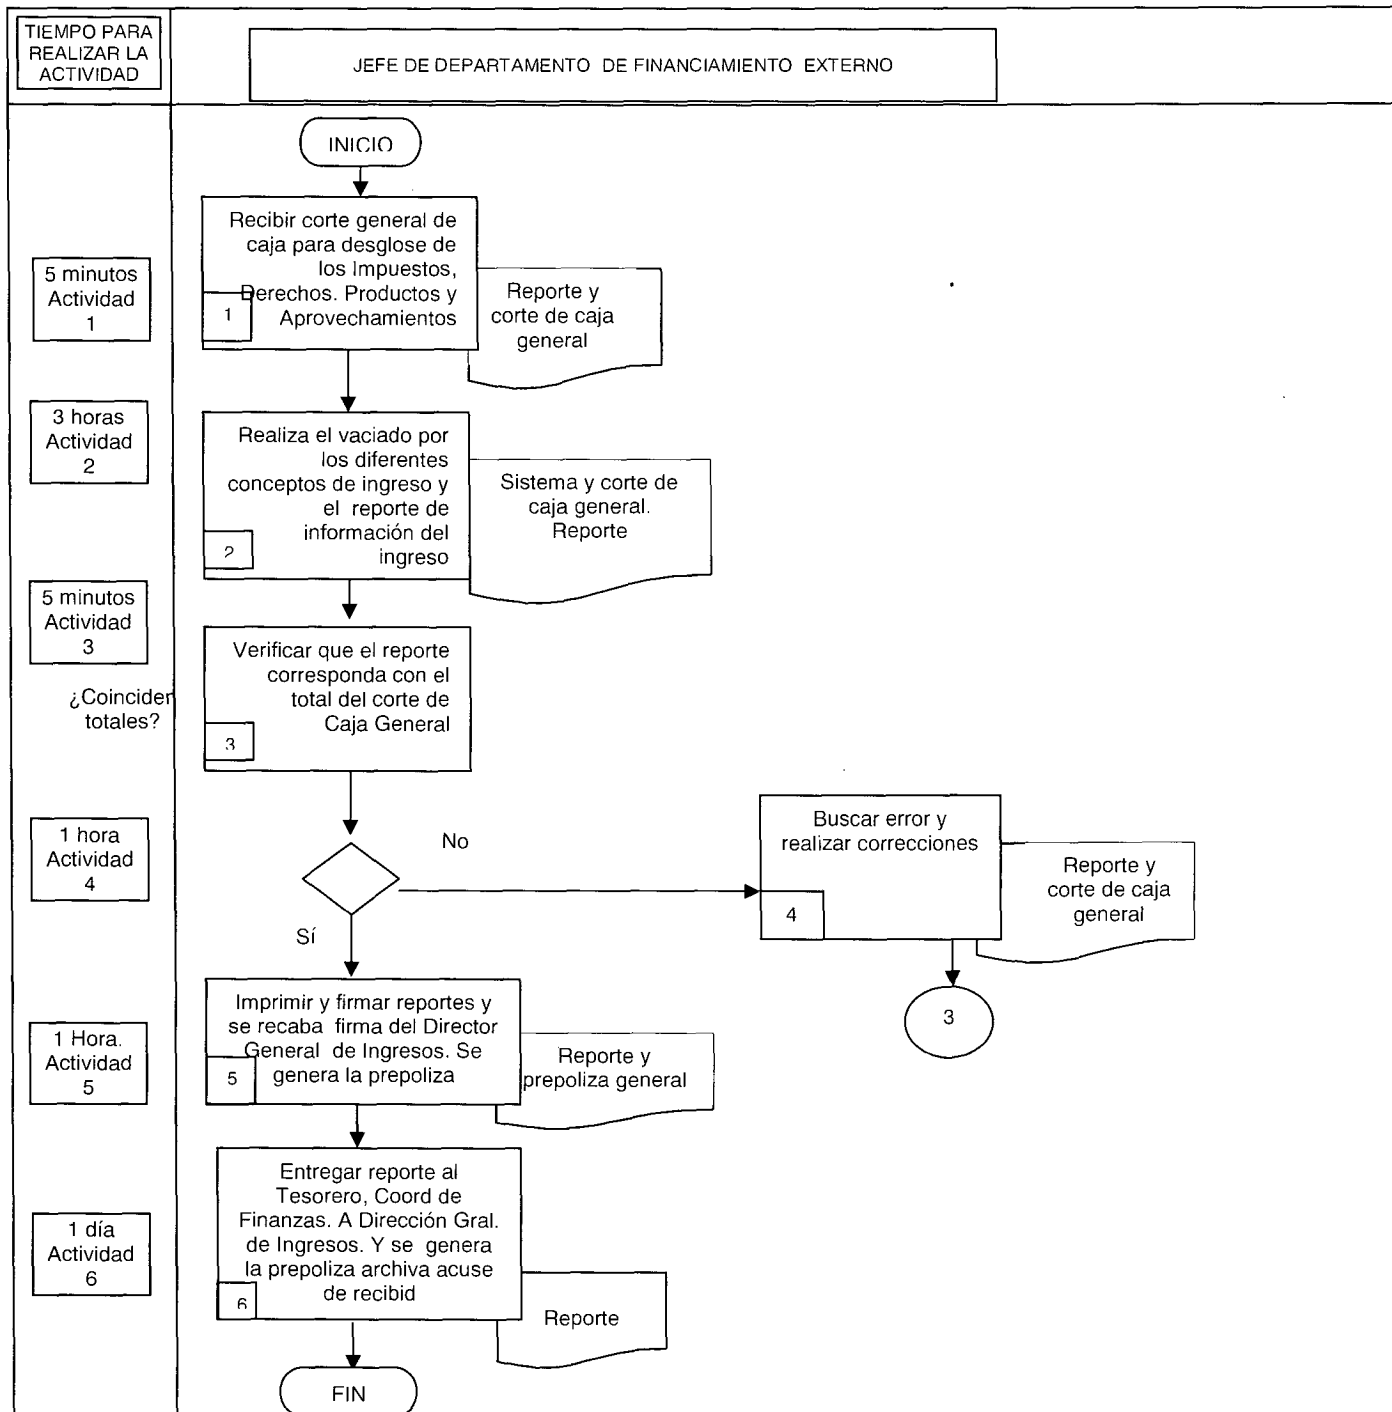 TIEMPO PARA
REALIZAR LA
ACTIVIDAD
JEFE DE DEPARTAMENTO DE FINANCIAMIENTO EXTERNO
INICIO
Recibir corte general de
caja para desglose de
los Impuestos,
Derechos. Productos y
Aprovechamientos
1
Reporte y
corte de caja
general
5 minutos
Actividad
1
3 horas
Actividad
2
Realiza el vaciado por
los diferentes
conceptos de ingreso y
el reporte de
información del
ingreso
2
Sistema y corte de
caja general.
Reporte
5 minutos
Actividad
3
¿Coinciden
totales?
Verificar que el reporte
corresponda con el
total del corte de
Caja General
3
No
Sí
1 hora
Actividad
4
Buscar error y
realizar correcciones
4
Reporte y
corte de caja
general
3
1 Hora.
Actividad
5
Imprimir y firmar reportes y
se recaba firma del Director
General de Ingresos. Se
genera la prepoliza
5
Reporte y
prepoliza general
1 día
Actividad
6
Entregar reporte al
Tesorero, Coord de
Finanzas. A Dirección Gral.
de Ingresos. Y se genera
la prepoliza archiva acuse
de recibid
6
Reporte
FIN